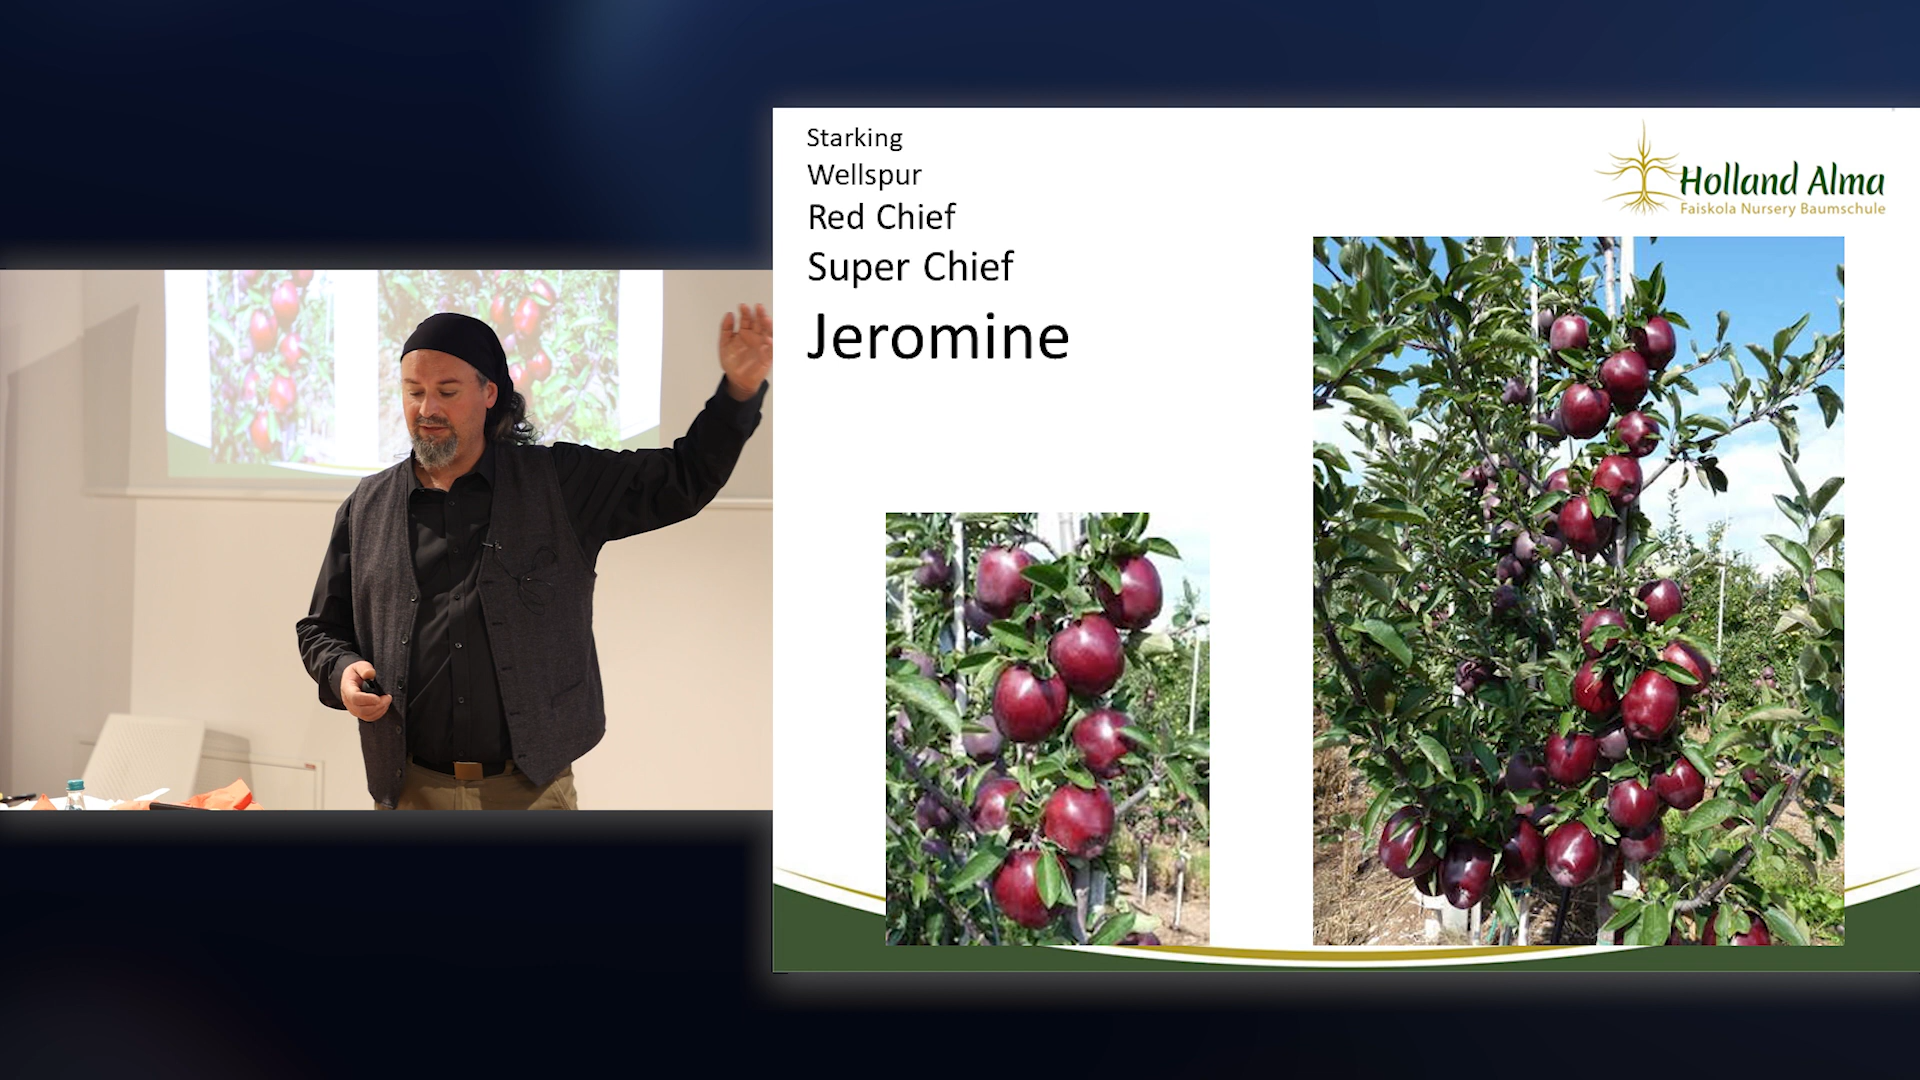 Starking
Wellspur
Red Chief
Super Chief
Jeromine
Holland Alma
Faiskola Nursery Baumschule